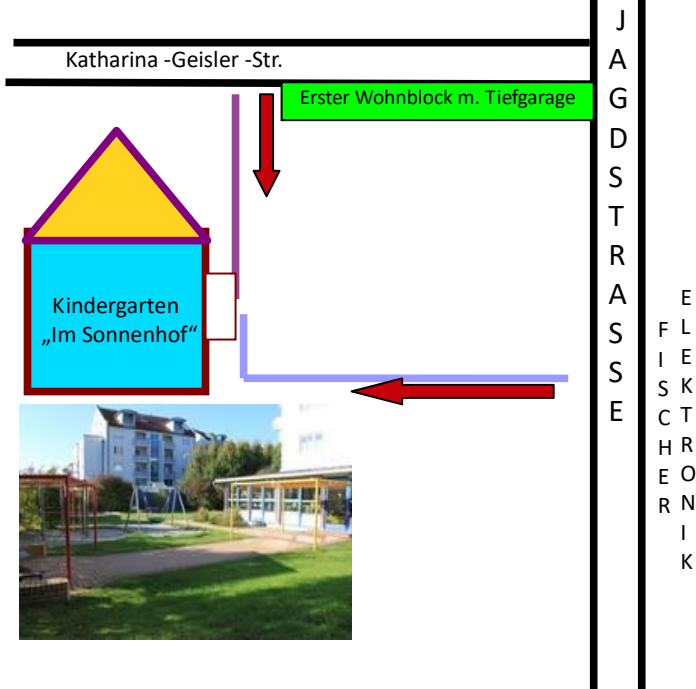 Katharina -Geisler -Str.
Erster Wohnblock m. Tiefgarage
JAGDSTRASSE
Kindergarten
„Im Sonnenhof“
FISCHER
ELEKTRONIK